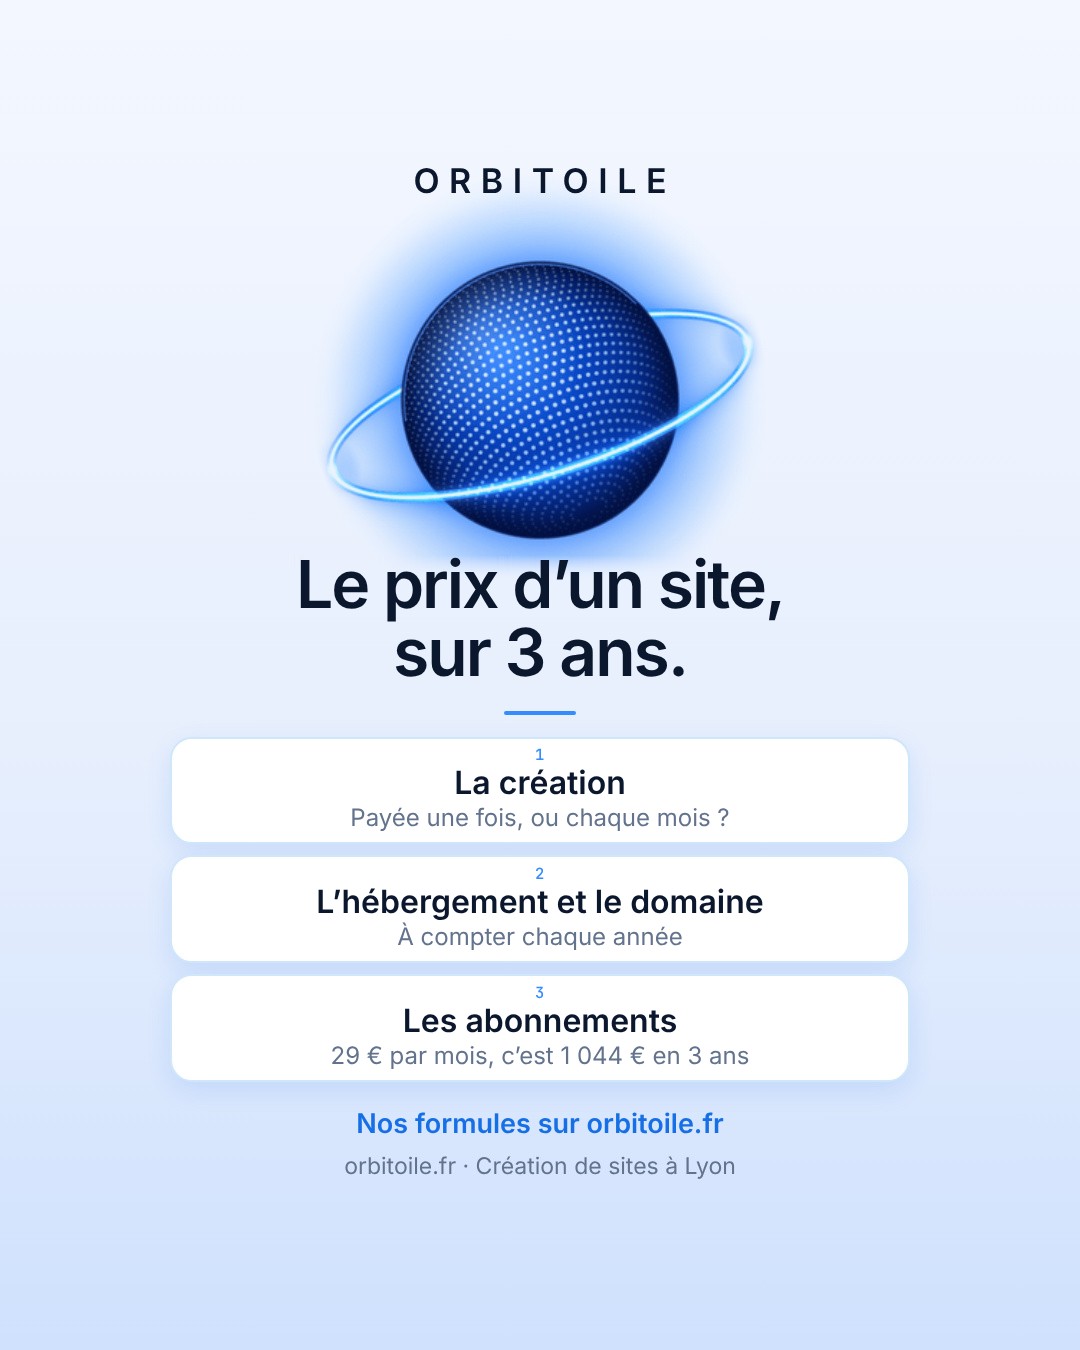 ORBITOILE
Le prix d’un site,
sur 3 ans.
1
La création
Payée une fois, ou chaque mois ?
2
L’hébergement et le domaine
À compter chaque année
3
Les abonnements
29 € par mois, c’est 1 044 € en 3 ans
Nos formules sur orbitoile.fr
orbitoile.fr · Création de sites à Lyon